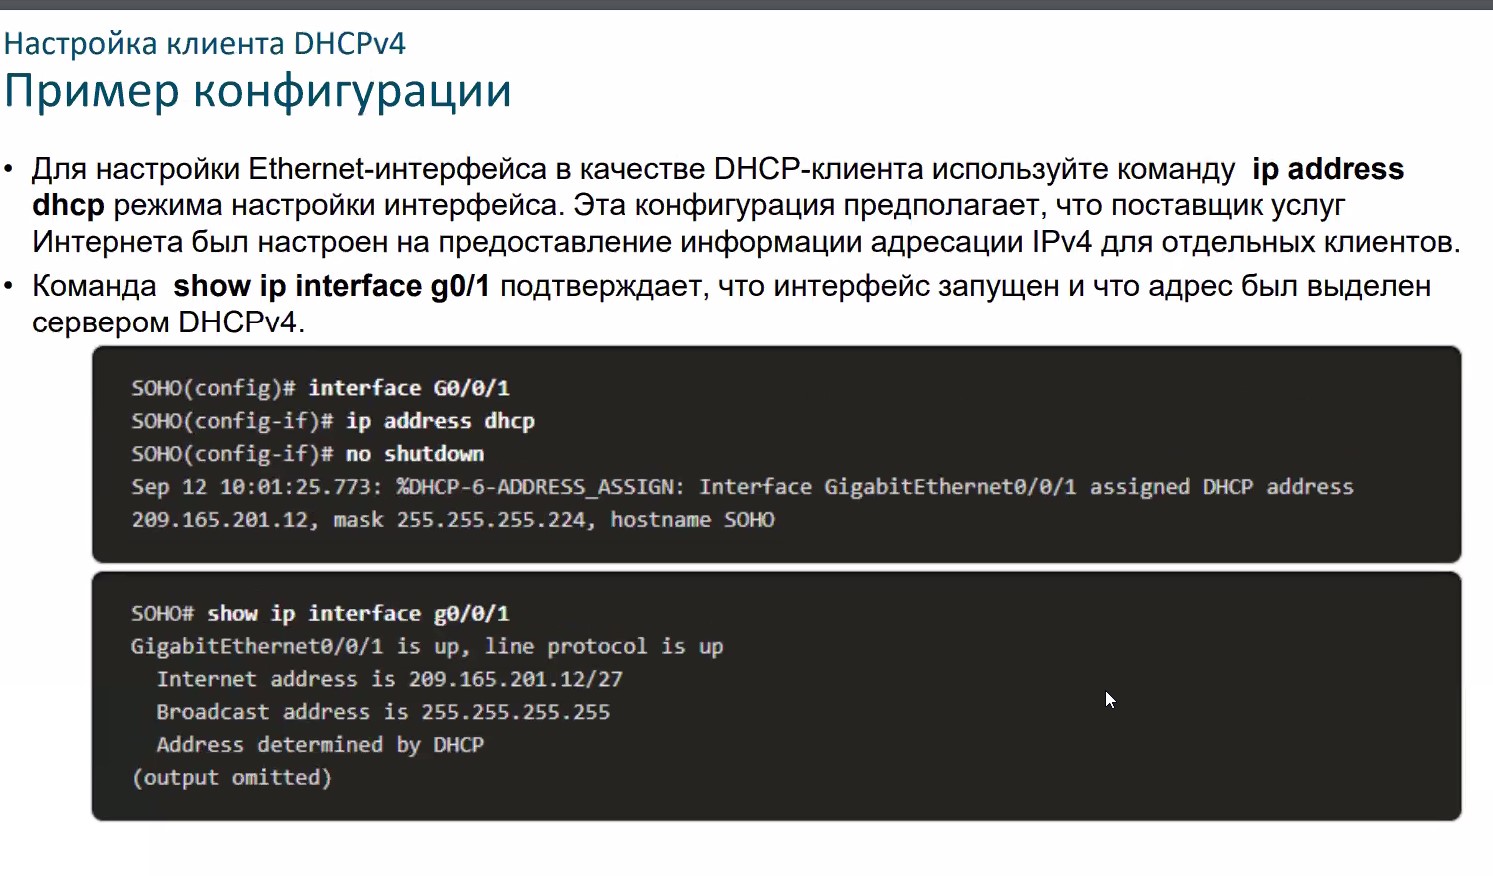 Настройка клиента DHCPv4
Пример конфигурации
• Для настройки Ethernet-интерфейса в качестве DHCP-клиента используйте команду ip address
dhcp режима настройки интерфейса. Эта конфигурация предполагает, что поставщик услуг
Интернета был настроен на предоставление информации адресации IPv4 для отдельных клиентов.
• Команда show ip interface g0/1 подтверждает, что интерфейс запущен и что адрес был выделен
сервером DHCPv4.
SOHO(config)# interface G0/0/1
SOHO(config-if)# ip address dhcp
SOHO(config-if)# no shutdown
Sep 12 10:01:25.773: %DHCP-6-ADDRESS_ASSIGN: Interface GigabitEthernet0/0/1 assigned DHCP address
209.165.201.12, mask 255.255.255.224, hostname SOHO
SOHO# show ip interface g0/0/1
GigabitEthernet0/0/1 is up, line protocol is up
Internet address is 209.165.201.12/27
Broadcast address is 255.255.255.255
Address determined by DHCP
(output omitted)